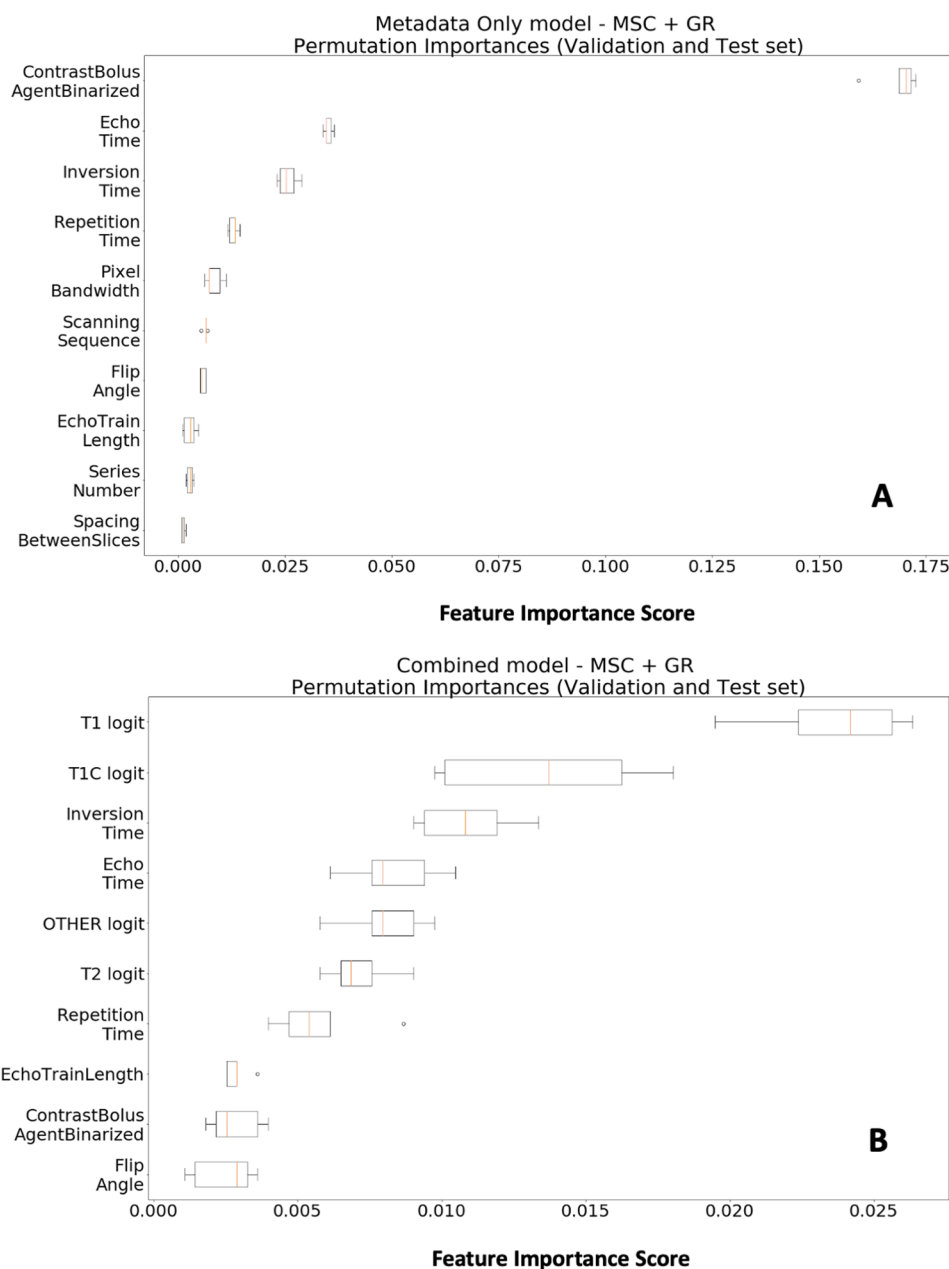 Metadada Only model - MSC + GR
Permutation Importances (Validation and Test set)
ContrastBolus
AgentBinarized
Echo
Time
Inversion
Time
Repetition
Time
Pixel
Bandwidth
Scanning
Sequence
Flip
Angle
EchoTrain
Length
Series
Number
Spacing
BetweenSlices
A
0.000 0.025 0.050 0.075 0.100 0.125 0.150 0.175
Feature Importance Score
Combined model - MSC + GR
Permutation Importances (Validation and Test set)
T1 logit
T1C logit
Inversion
Time
Echo
Time
OTHER logit
T2 logit
Repetition
Time
EchoTrainLength
ContrastBolus
AgentBinarized
Flip
Angle
B
0.000 0.005 0.010 0.015 0.020 0.025
Feature Importance Score